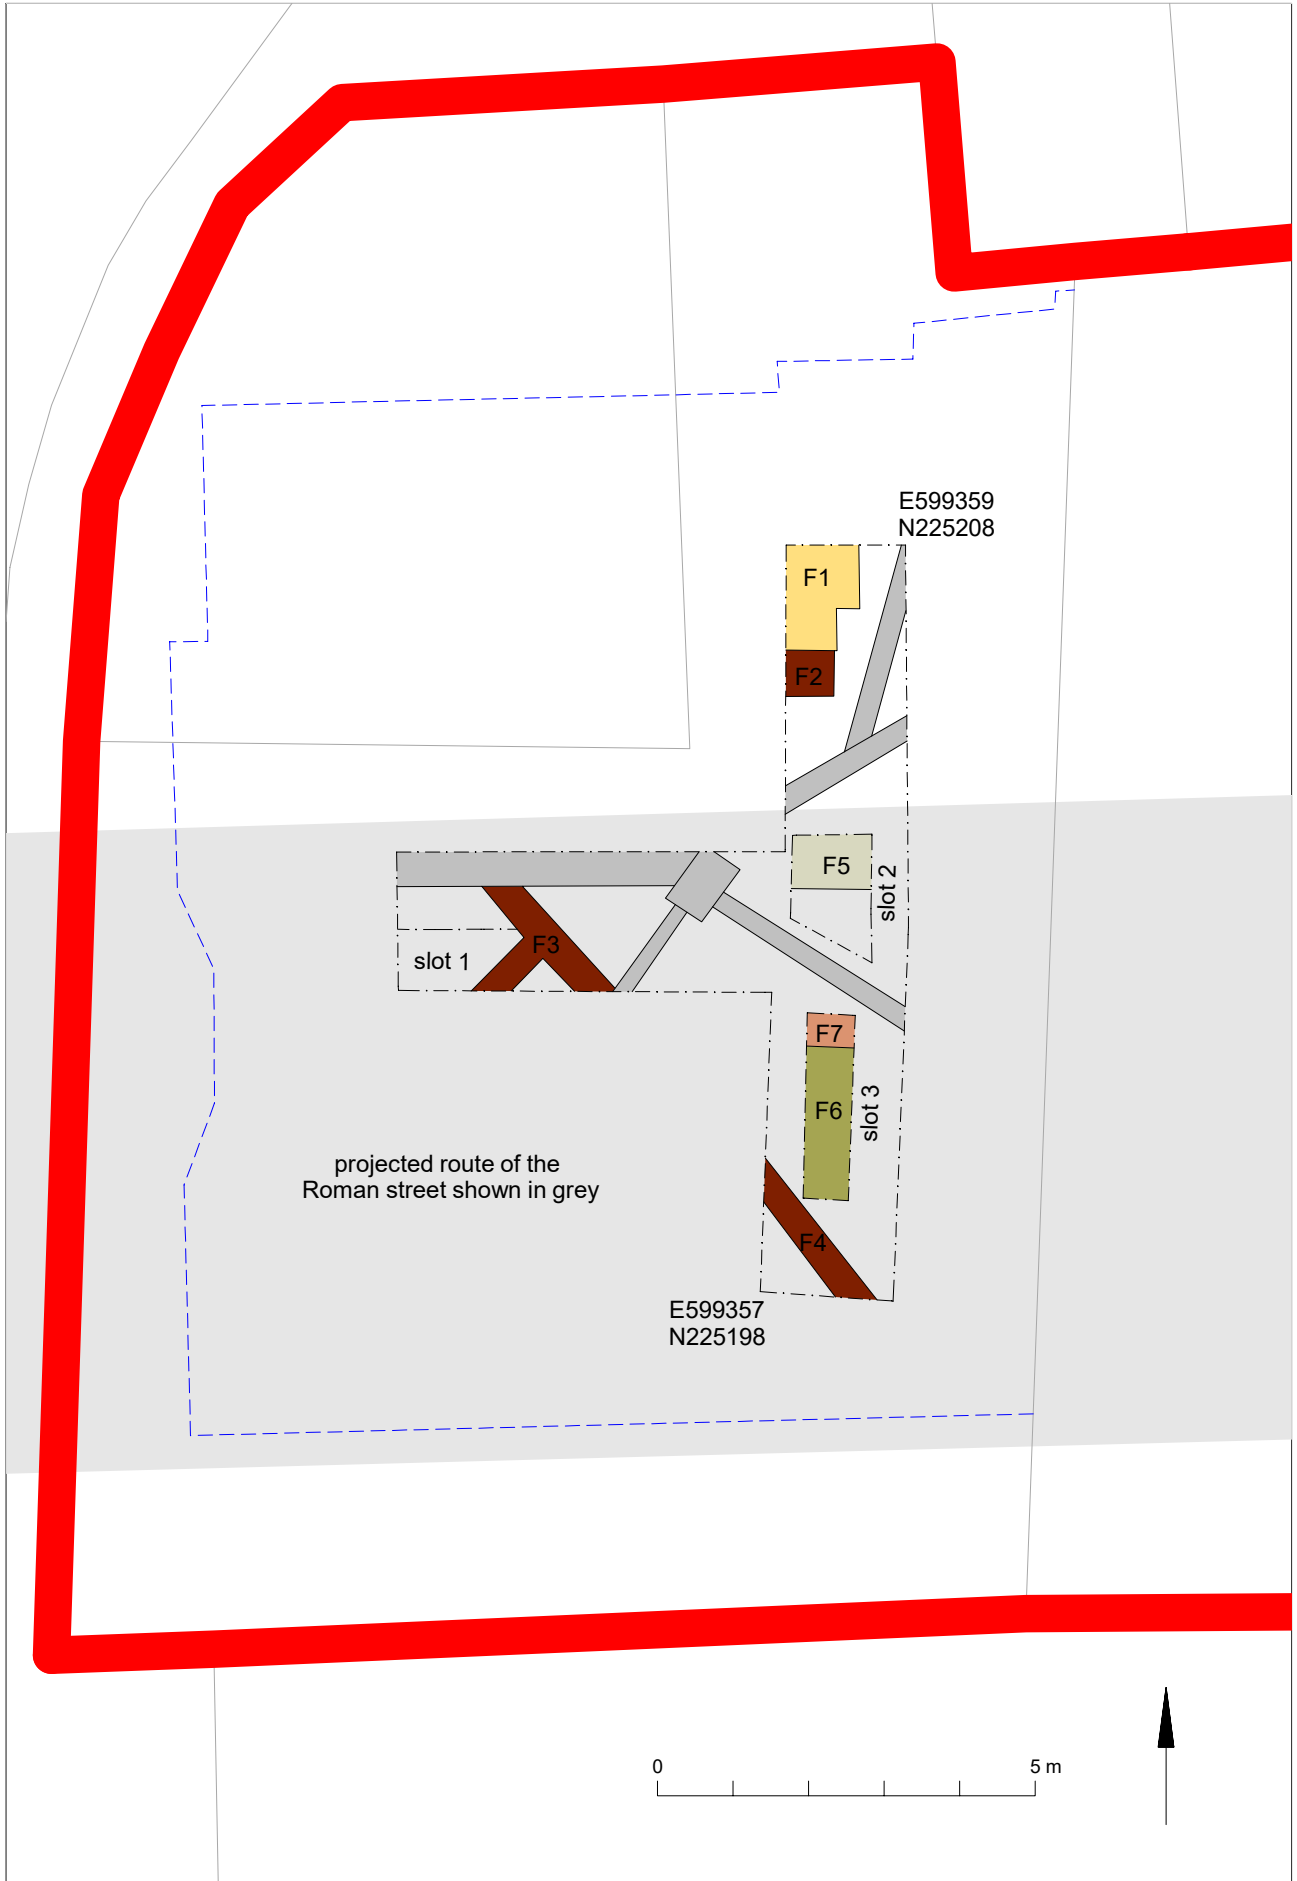 E599359
N225208
F1
F2
F5
slot 2
F3
slot 1
F7
F6
slot 3
projected route of the
Roman street shown in grey
F4
E599357
N225198
0
5 m